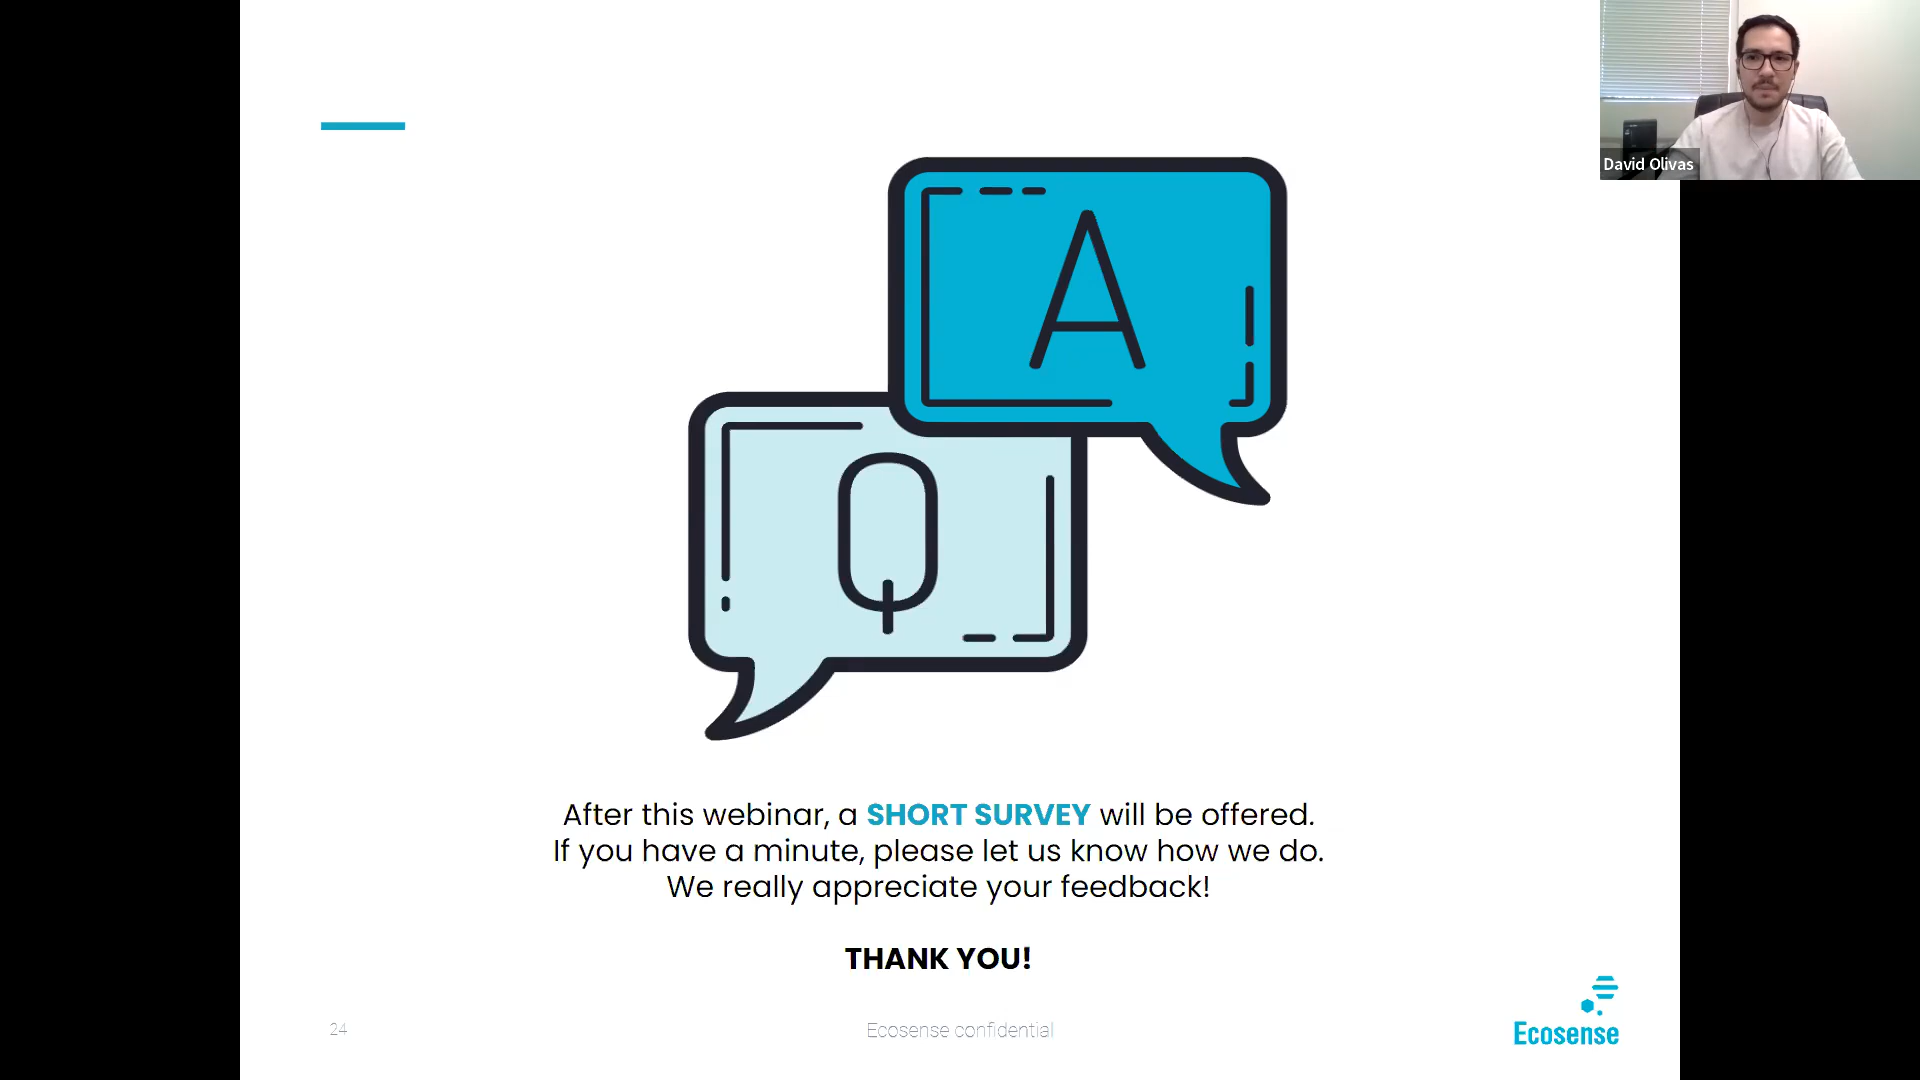 David Olivas
A
Q
After this webinar, a SHORT SURVEY will be offered.
If you have a minute, please let us know how we do.
We really appreciate your feedback!
THANK YOU!
24
Ecosense confidential
Ecosense